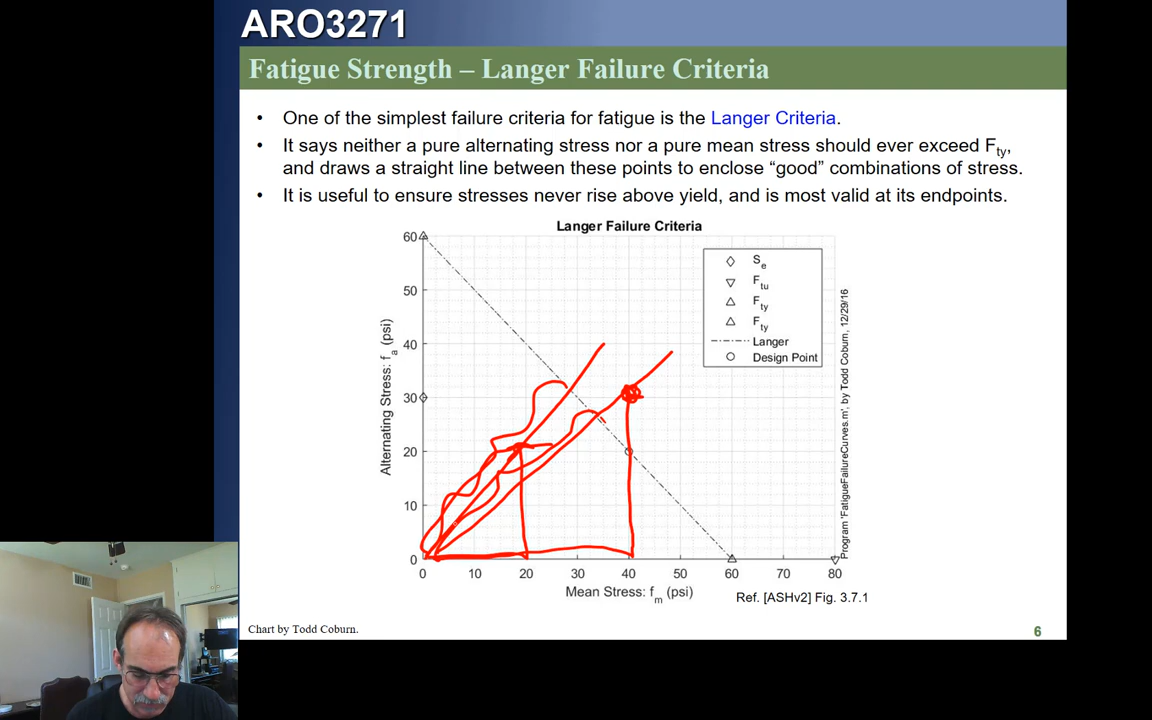 ARO3271
Fatigue Strength – Langer Failure Criteria
• One of the simplest failure criteria for fatigue is the Langer Criteria.
• It says neither a pure alternating stress nor a pure mean stress should ever exceed Fty,
and draws a straight line between these points to enclose “good” combinations of stress.
• It is useful to ensure stresses never rise above yield, and is most valid at its endpoints.
Langer Failure Criteria
60
50
40
30
20
10
0
Alternating Stress: fa (psi)
Se
Ftu
Fty
Fty
Langer
Design Point
Program 'FatigueFailureCurves.m', by Todd Coburn, 12/29/16
0 10 20 30 40 50 60 70 80
Mean Stress: fm (psi)
Ref. [ASHv2] Fig. 3.7.1
Chart by Todd Coburn.
6